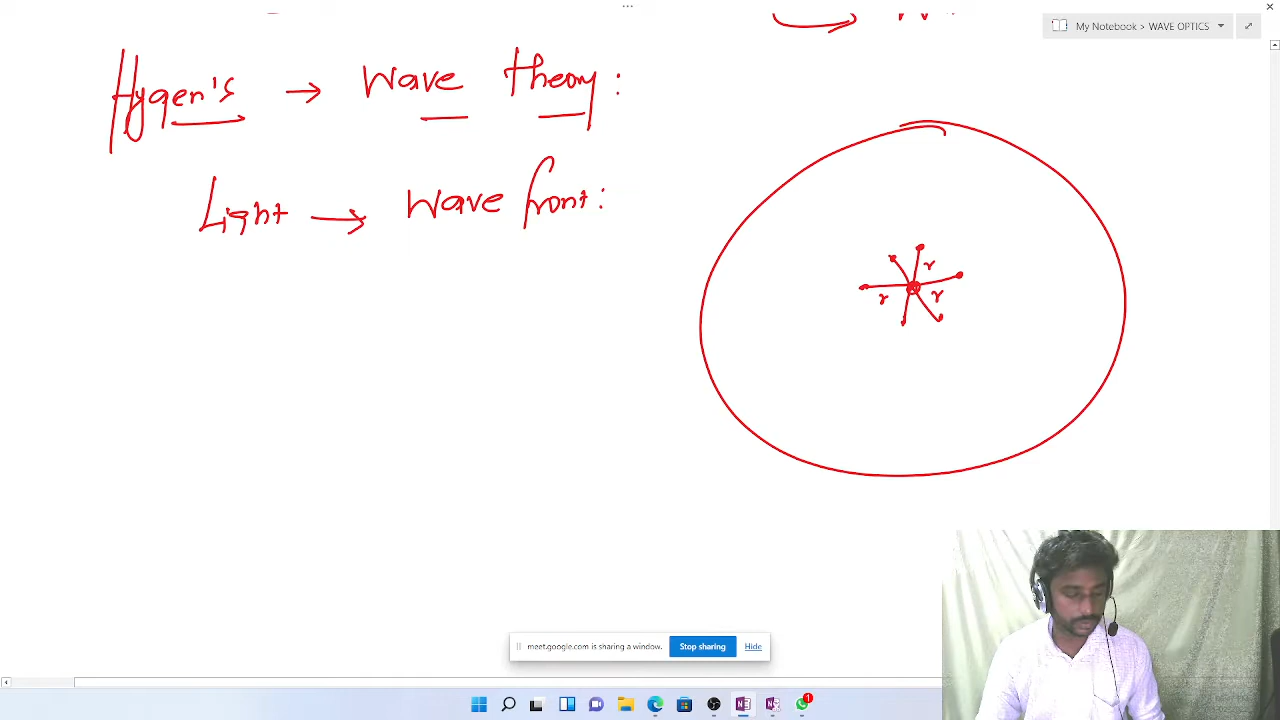 My Notebook > WAVE OPTICS
Hygen's → Wave theory:
Light → Wave front:
r
r
r
meet.google.com is sharing a window.
Stop sharing
Hide
1